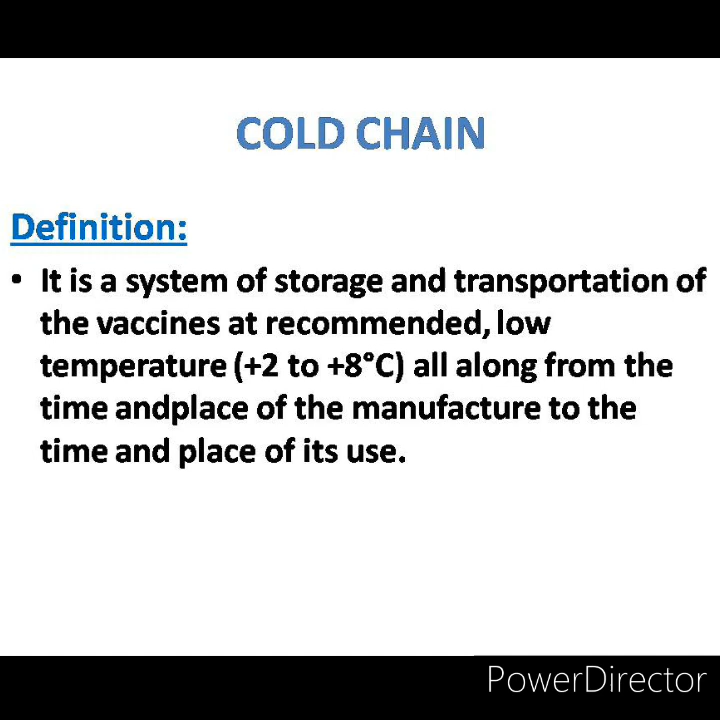 COLD CHAIN
Definition:
• It is a system of storage and transportation of
the vaccines at recommended, low
temperature (+2 to +8°C) all along from the
time andplace of the manufacture to the
time and place of its use.
PowerDirector